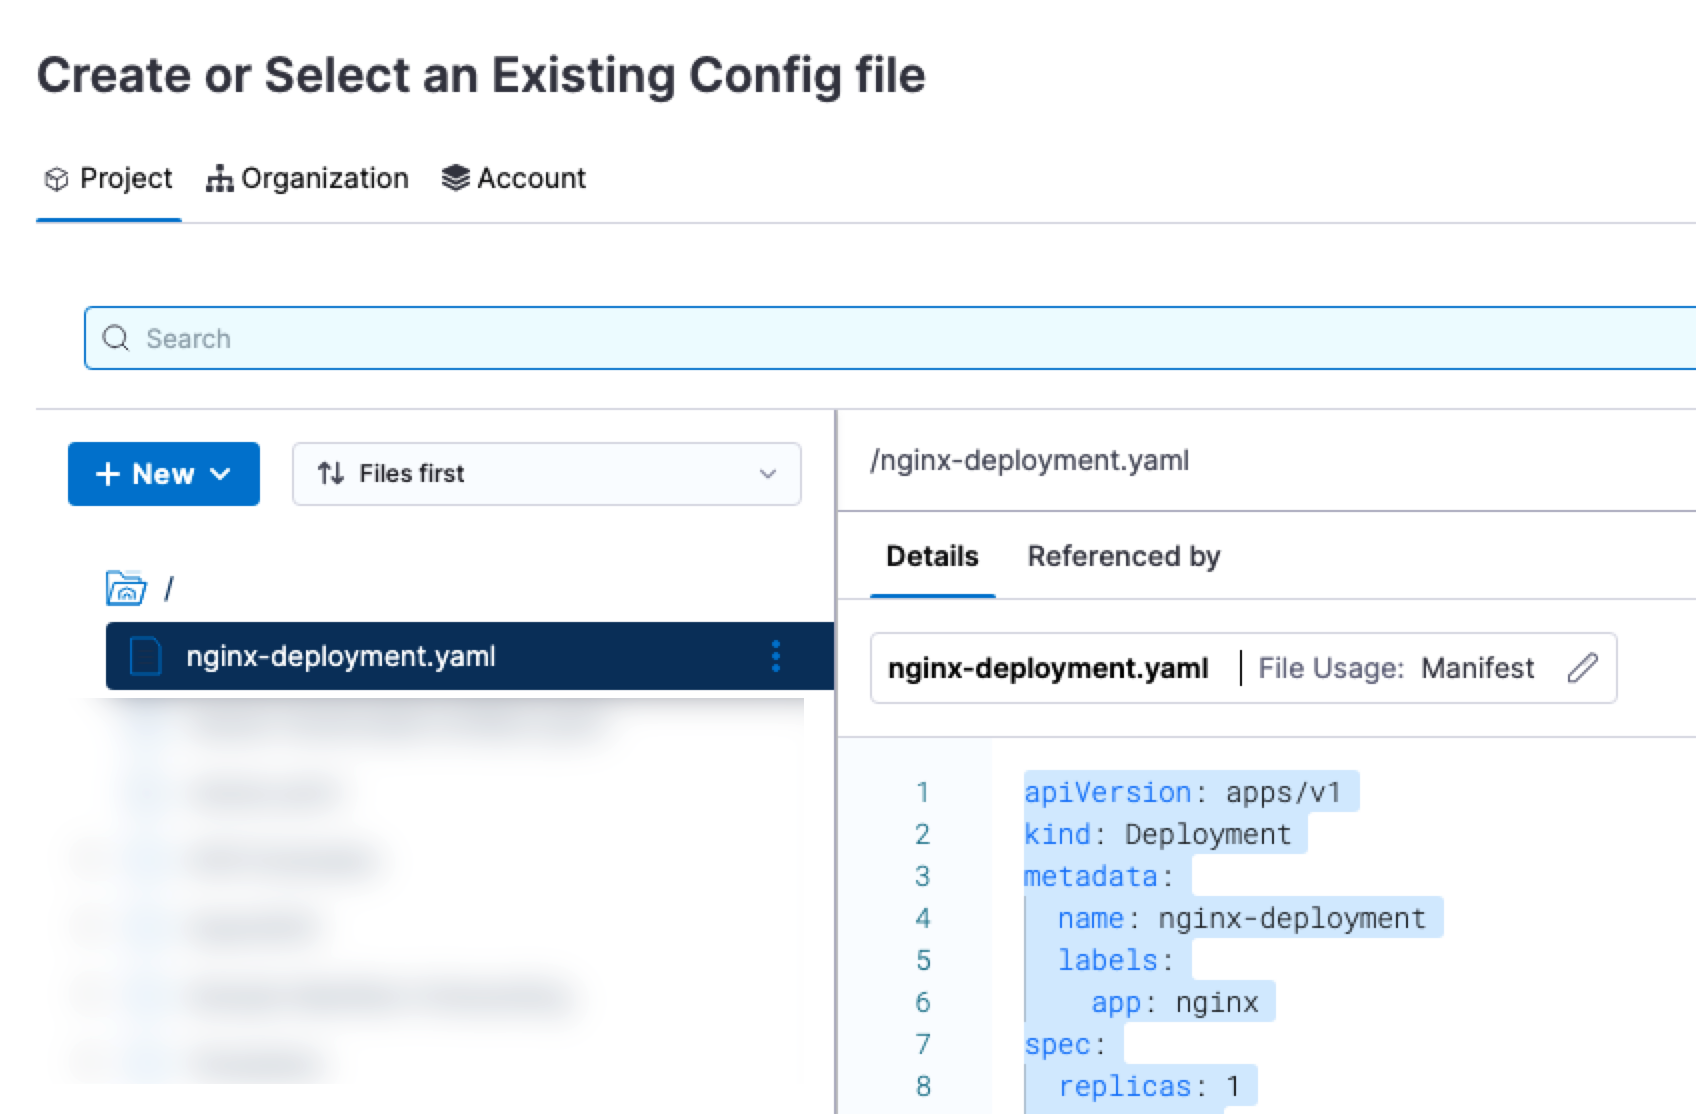 Create or Select an Existing Config file
Project Organization Account
Search
+ New Files first
/nginx-deployment.yaml
Details Referenced by
/
nginx-deployment.yaml
nginx-deployment.yaml | File Usage: Manifest
1 apiVersion: apps/v1
2 kind: Deployment
3 metadata:
4   name: nginx-deployment
5   labels:
6     app: nginx
7 spec:
8   replicas: 1